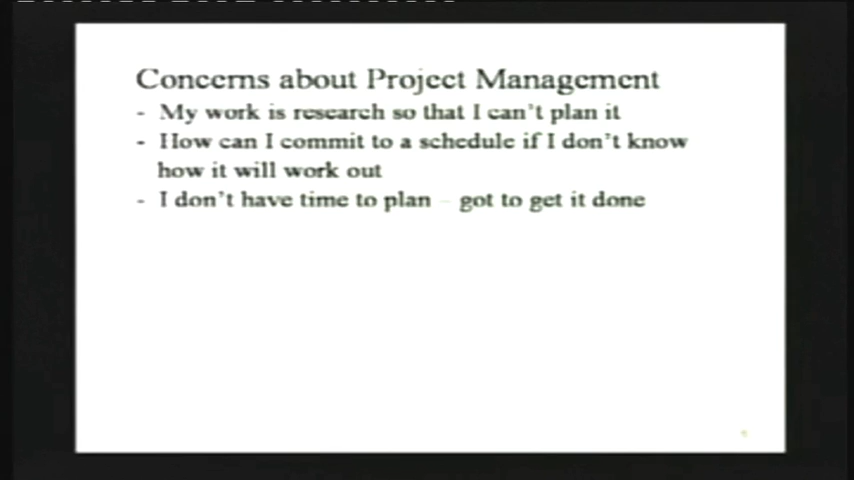 Concerns about Project Management
- My work is research so that I can't plan it
- How can I commit to a schedule if I don't know
how it will work out
- I don't have time to plan – got to get it done